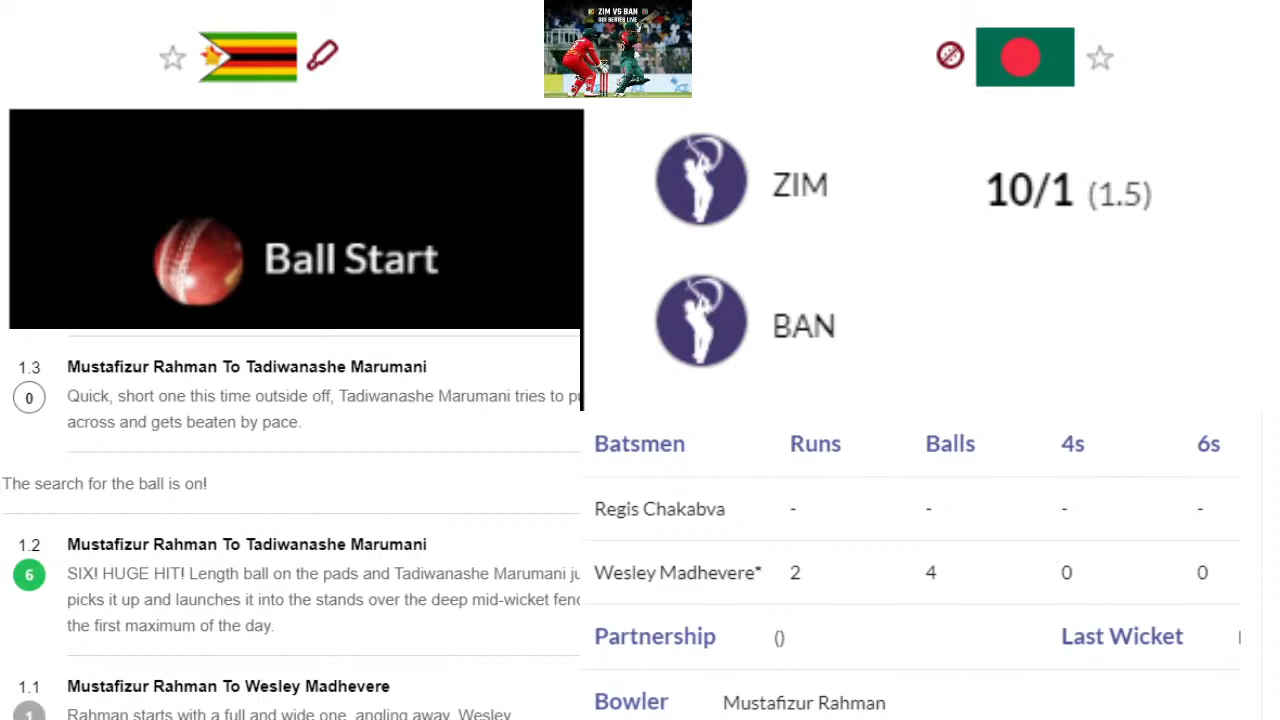 ZIM VS BAN
ODI SERIES LIVE
Ball Start
ZIM 10/1 (1.5)
BAN
1.3 Mustafizur Rahman To Tadiwanashe Marumani
0 Quick, short one this time outside off, Tadiwanashe Marumani tries to pu
across and gets beaten by pace.
The search for the ball is on!
1.2 Mustafizur Rahman To Tadiwanashe Marumani
6 SIX! HUGE HIT! Length ball on the pads and Tadiwanashe Marumani ju
picks it up and launches it into the stands over the deep mid-wicket fenc
the first maximum of the day.
1.1 Mustafizur Rahman To Wesley Madhevere
1 Rahman starts with a full and wide one, angling away, Wesley
Batsmen Runs Balls 4s 6s
Regis Chakabva - - - -
Wesley Madhevere* 2 4 0 0
Partnership () Last Wicket
Bowler Mustafizur Rahman